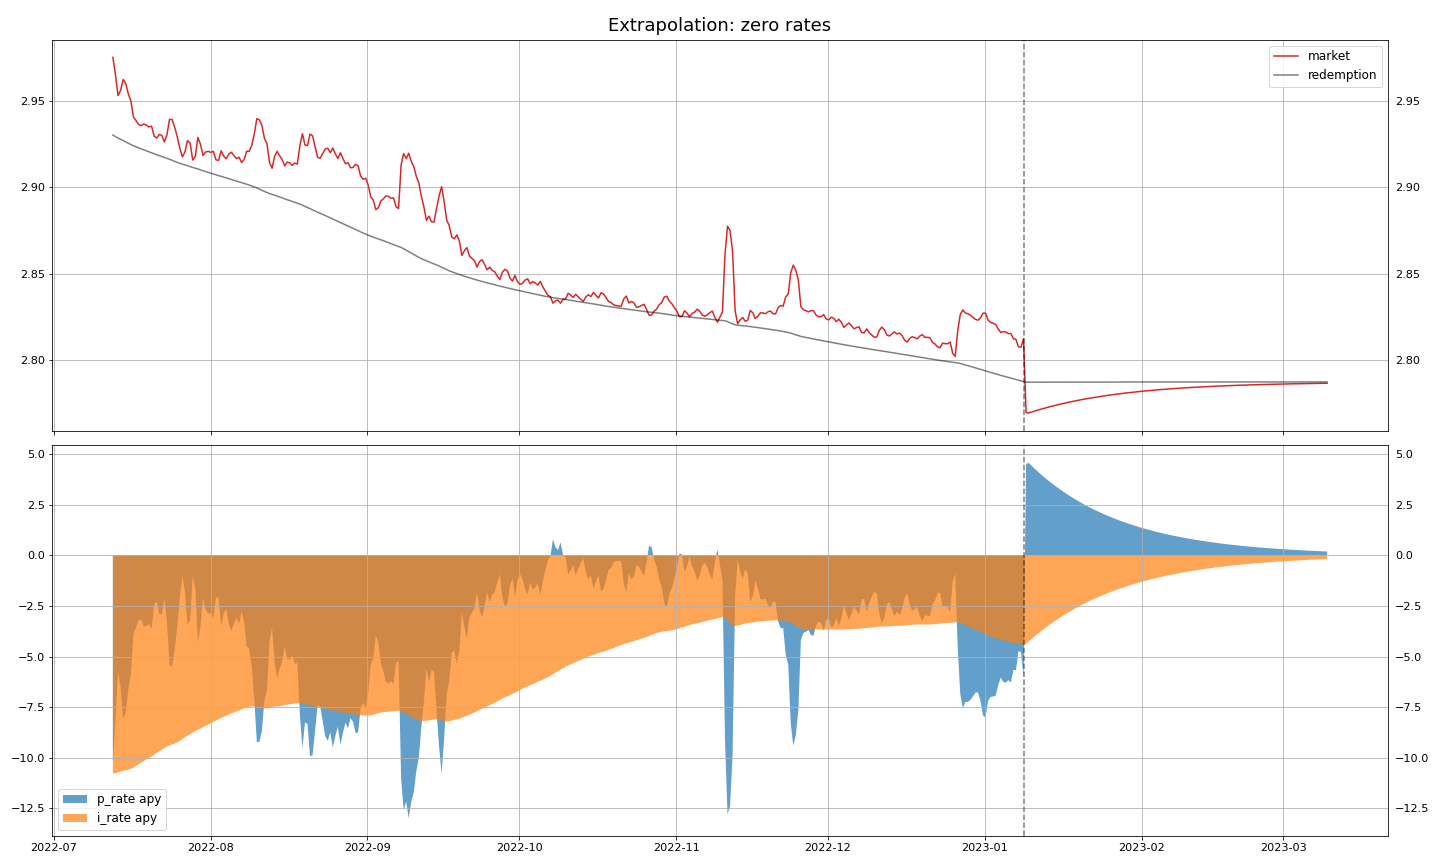 Extrapolation: zero rates
market
redemption
2.95 2.95
2.90 2.90
2.85 2.85
2.80 2.80
5.0 5.0
2.5 2.5
0.0 0.0
−2.5 −2.5
−5.0 −5.0
−7.5 −7.5
−10.0 −10.0
−12.5 −12.5
p_rate apy
i_rate apy
2022-07 2022-08 2022-09 2022-10 2022-11 2022-12 2023-01 2023-02 2023-03